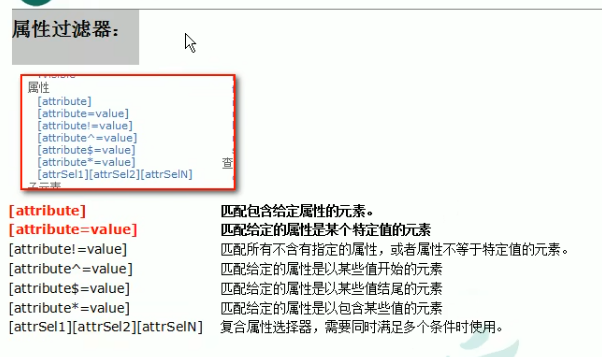 属性过滤器：
属性
[attribute]
[attribute=value]
[attribute!=value]
[attribute^=value]
[attribute$=value]
[attribute*=value]
查
[attrSel1][attrSel2][attrSelN]
[attribute] 匹配包含给定属性的元素。
[attribute=value] 匹配给定的属性是某个特定值的元素
[attribute!=value] 匹配所有不含有指定的属性，或者属性不等于特定值的元素。
[attribute^=value] 匹配给定的属性是以某些值开始的元素
[attribute$=value] 匹配给定的属性是以某些值结尾的元素
[attribute*=value] 匹配给定的属性是以包含某些值的元素
[attrSel1][attrSel2][attrSelN] 复合属性选择器，需要同时满足多个条件时使用。